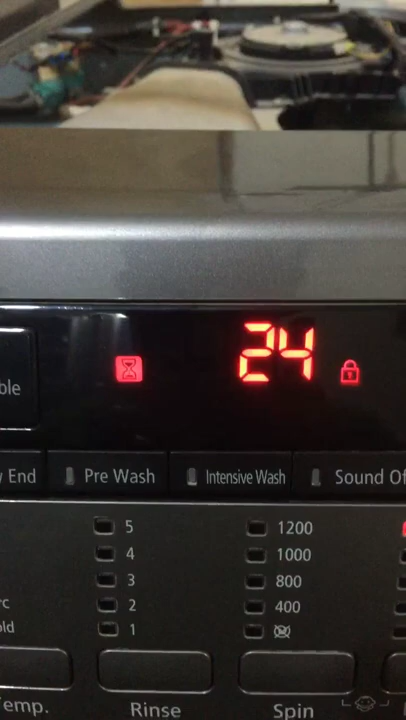 24
ble
y End Pre Wash Intensive Wash Sound Of
5 1200
4 1000
3 800
rc 2 400
old 1
Temp. Rinse Spin